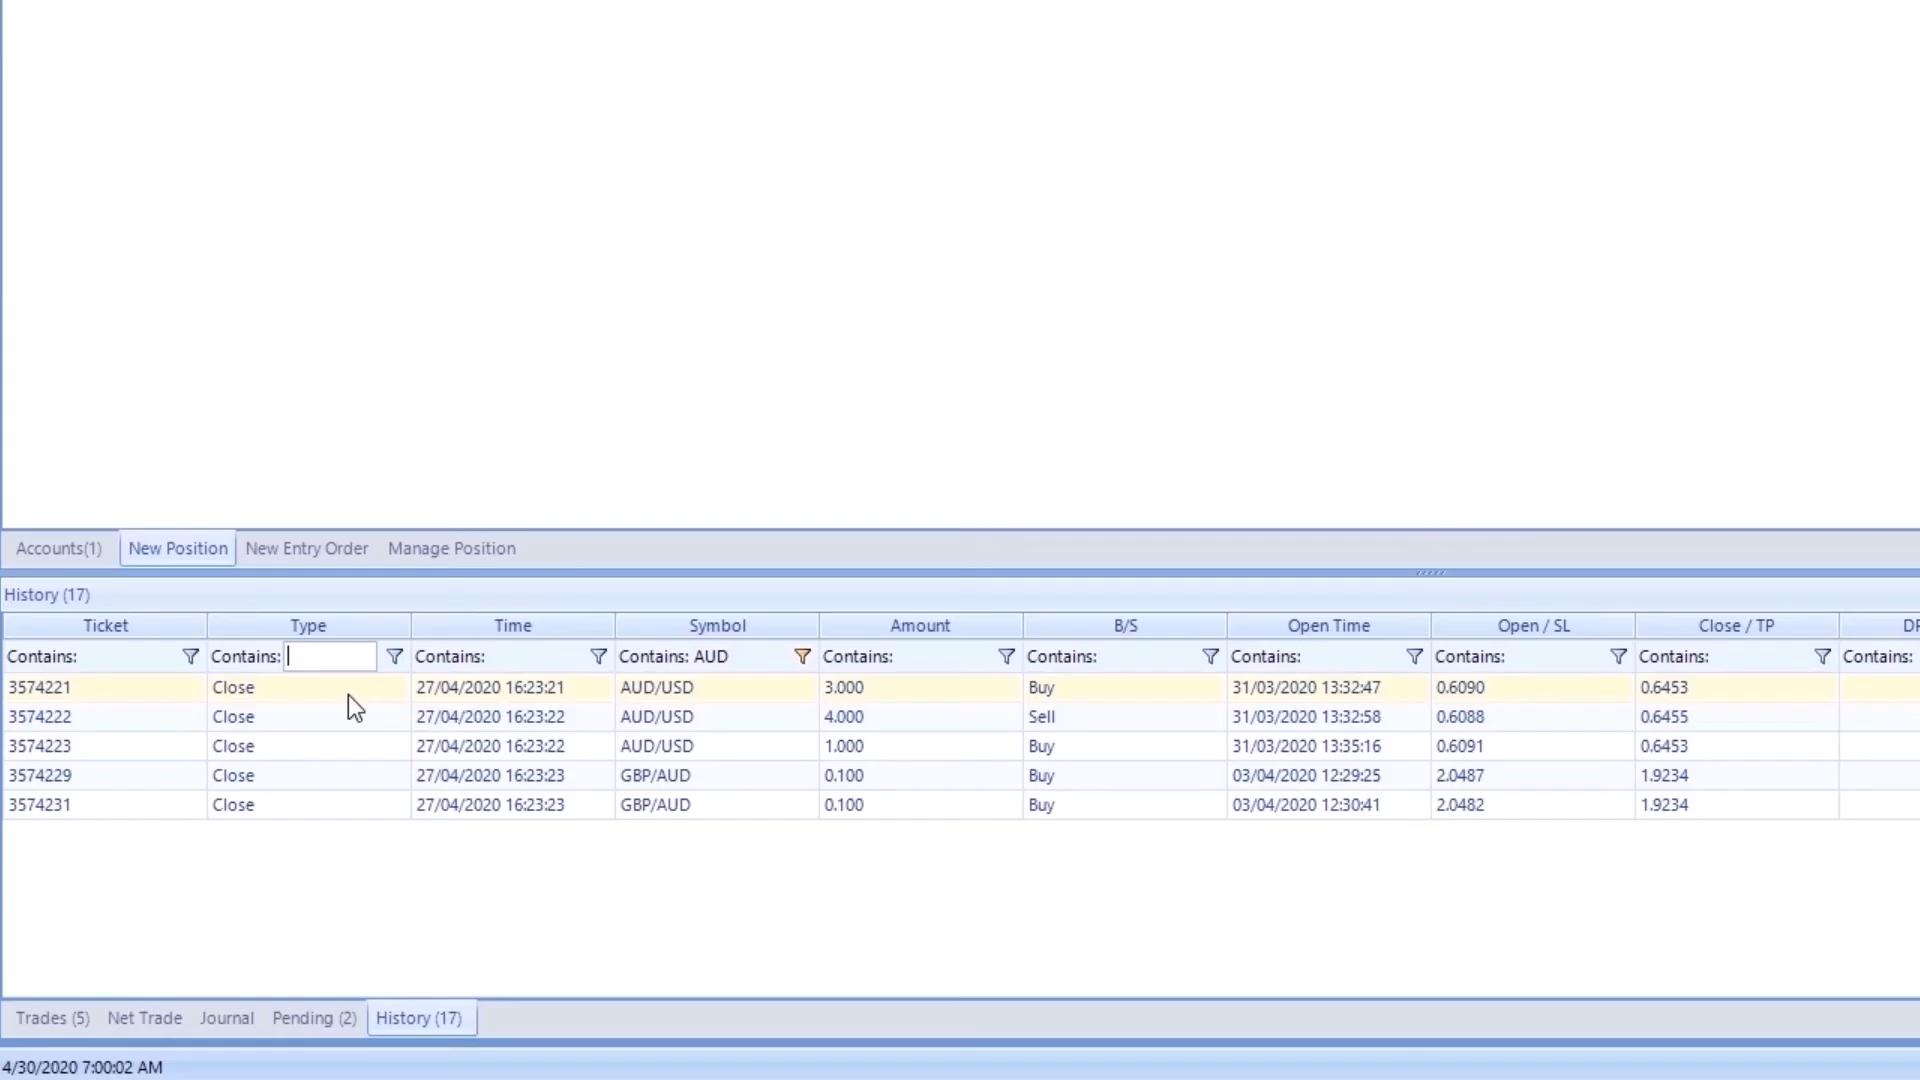 Accounts(1) New Position New Entry Order Manage Position
History (17)
Ticket Type Time Symbol Amount B/S Open Time Open / SL Close / TP
Contains: Contains: Contains: Contains: AUD Contains: Contains: Contains: Contains: Contains: Contains:
3574221 Close 27/04/2020 16:23:21 AUD/USD 3.000 Buy 31/03/2020 13:32:47 0.6090 0.6453
3574222 Close 27/04/2020 16:23:22 AUD/USD 4.000 Sell 31/03/2020 13:32:58 0.6088 0.6455
3574223 Close 27/04/2020 16:23:22 AUD/USD 1.000 Buy 31/03/2020 13:35:16 0.6091 0.6453
3574229 Close 27/04/2020 16:23:23 GBP/AUD 0.100 Buy 03/04/2020 12:29:25 2.0487 1.9234
3574231 Close 27/04/2020 16:23:23 GBP/AUD 0.100 Buy 03/04/2020 12:30:41 2.0482 1.9234
Trades (5) Net Trade Journal Pending (2) History (17)
4/30/2020 7:00:02 AM